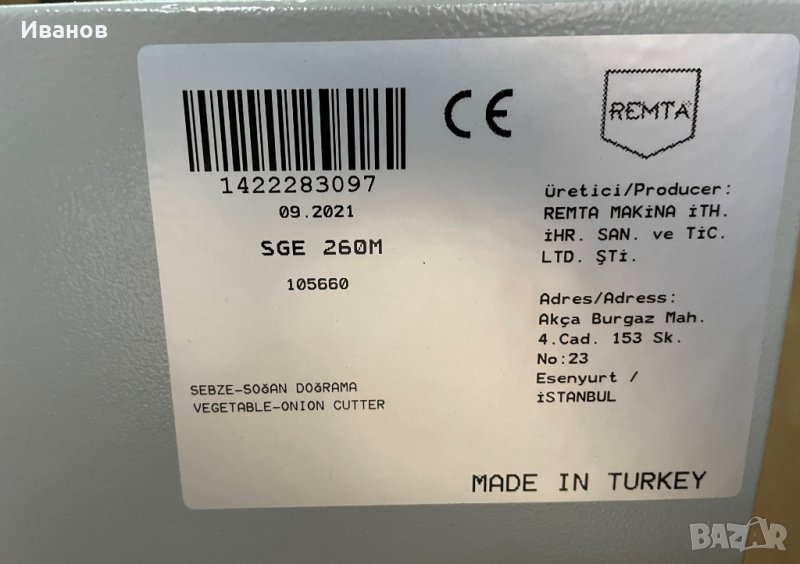 Иванов
1422283097
09.2021
SGE 260M
105660
SEBZE-SOĞAN DOĞRAMA
VEGETABLE-ONION CUTTER
CE
REMTA
Üretici/Producer:
REMTA MAKİNA İTH.
İHR. SAN. ve TİC.
LTD. ŞTİ.
Adres/Address:
Akça Burgaz Mah.
4.Cad. 153 Sk.
No:23
Esenyurt /
İSTANBUL
MADE IN TURKEY
BAZAR